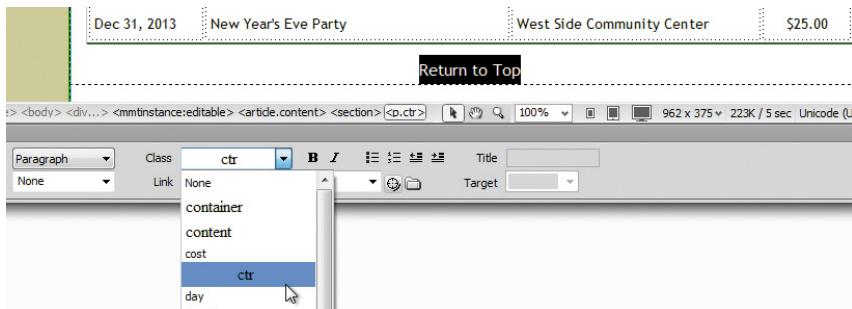 Dec 31, 2013 New Year's Eve Party West Side Community Center $25.00
Return to Top
<body> <div...> <mmtinstance:editable> <article.content> <section> <p.ctr> 100% 962 x 375 223K / 5 sec Unicode (U
Paragraph Class ctr B I Title
None Link None Target
container
content
cost
ctr
day